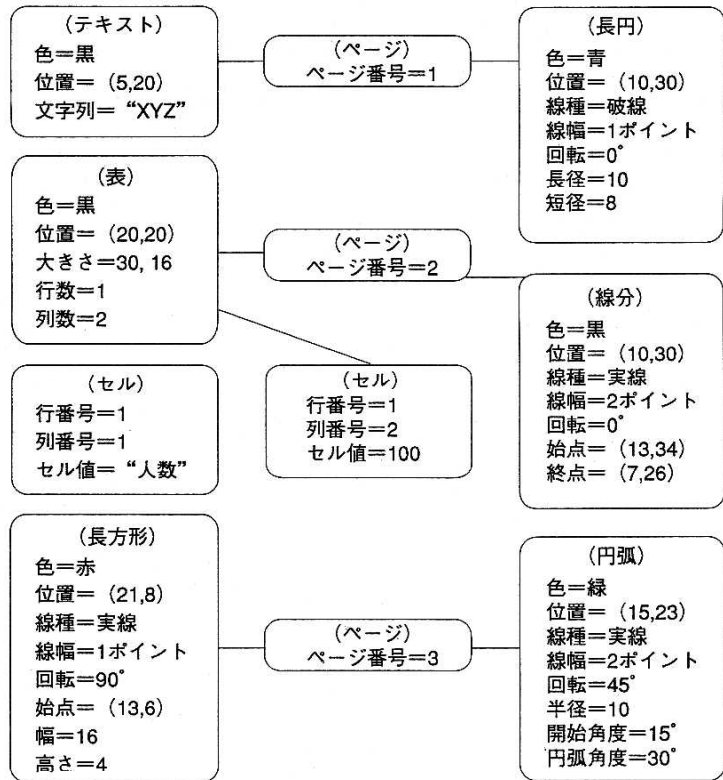 (テキスト)
色=黒
位置= (5,20)
文字列= “XYZ”
(ページ)
ページ番号=1
(長円)
色=青
位置= (10,30)
線種=破線
線幅=1ポイント
回転=0°
長径=10
短径=8
(表)
色=黒
位置= (20,20)
大きさ=30, 16
行数=1
列数=2
(ページ)
ページ番号=2
(線分)
色=黒
位置= (10,30)
線種=実線
線幅=2ポイント
回転=0°
始点= (13,34)
終点= (7,26)
(セル)
行番号=1
列番号=1
セル値= “人数”
(セル)
行番号=1
列番号=2
セル値=100
(長方形)
色=赤
位置= (21,8)
線種=実線
線幅=1ポイント
回転=90°
始点= (13,6)
幅=16
高さ=4
(ページ)
ページ番号=3
(円弧)
色=緑
位置= (15,23)
線種=実線
線幅=2ポイント
回転=45°
半径=10
開始角度=15°
円弧角度=30°